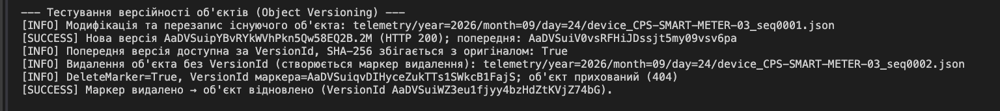 --- Тестування версійності об'єктів (Object Versioning) ---
[INFO] Модифікація та перезапис існуючого об'єкта: telemetry/year=2026/month=09/day=24/device_CPS-SMART-METER-03_seq0001.json
[SUCCESS] Нова версія AaDVSuipYBvRYkWVhPkn5Qw58EQ2B.2M (HTTP 200); попередня: AaDVSuiV0vsRFHiJDssjt5my09vsv6pa
[INFO] Попередня версія доступна за VersionId, SHA-256 збігається з оригіналом: True
[INFO] Видалення об'єкта без VersionId (створюється маркер видалення): telemetry/year=2026/month=09/day=24/device_CPS-SMART-METER-03_seq0002.json
[INFO] DeleteMarker=True, VersionId маркера=AaDVSuiqvDIHyceZukTTs1SWkcB1FajS; об'єкт прихований (404)
[SUCCESS] Маркер видалено → об'єкт відновлено (VersionId AaDVSuiWZ3eu1fjyy4bzHdZtKVjZ74bG).